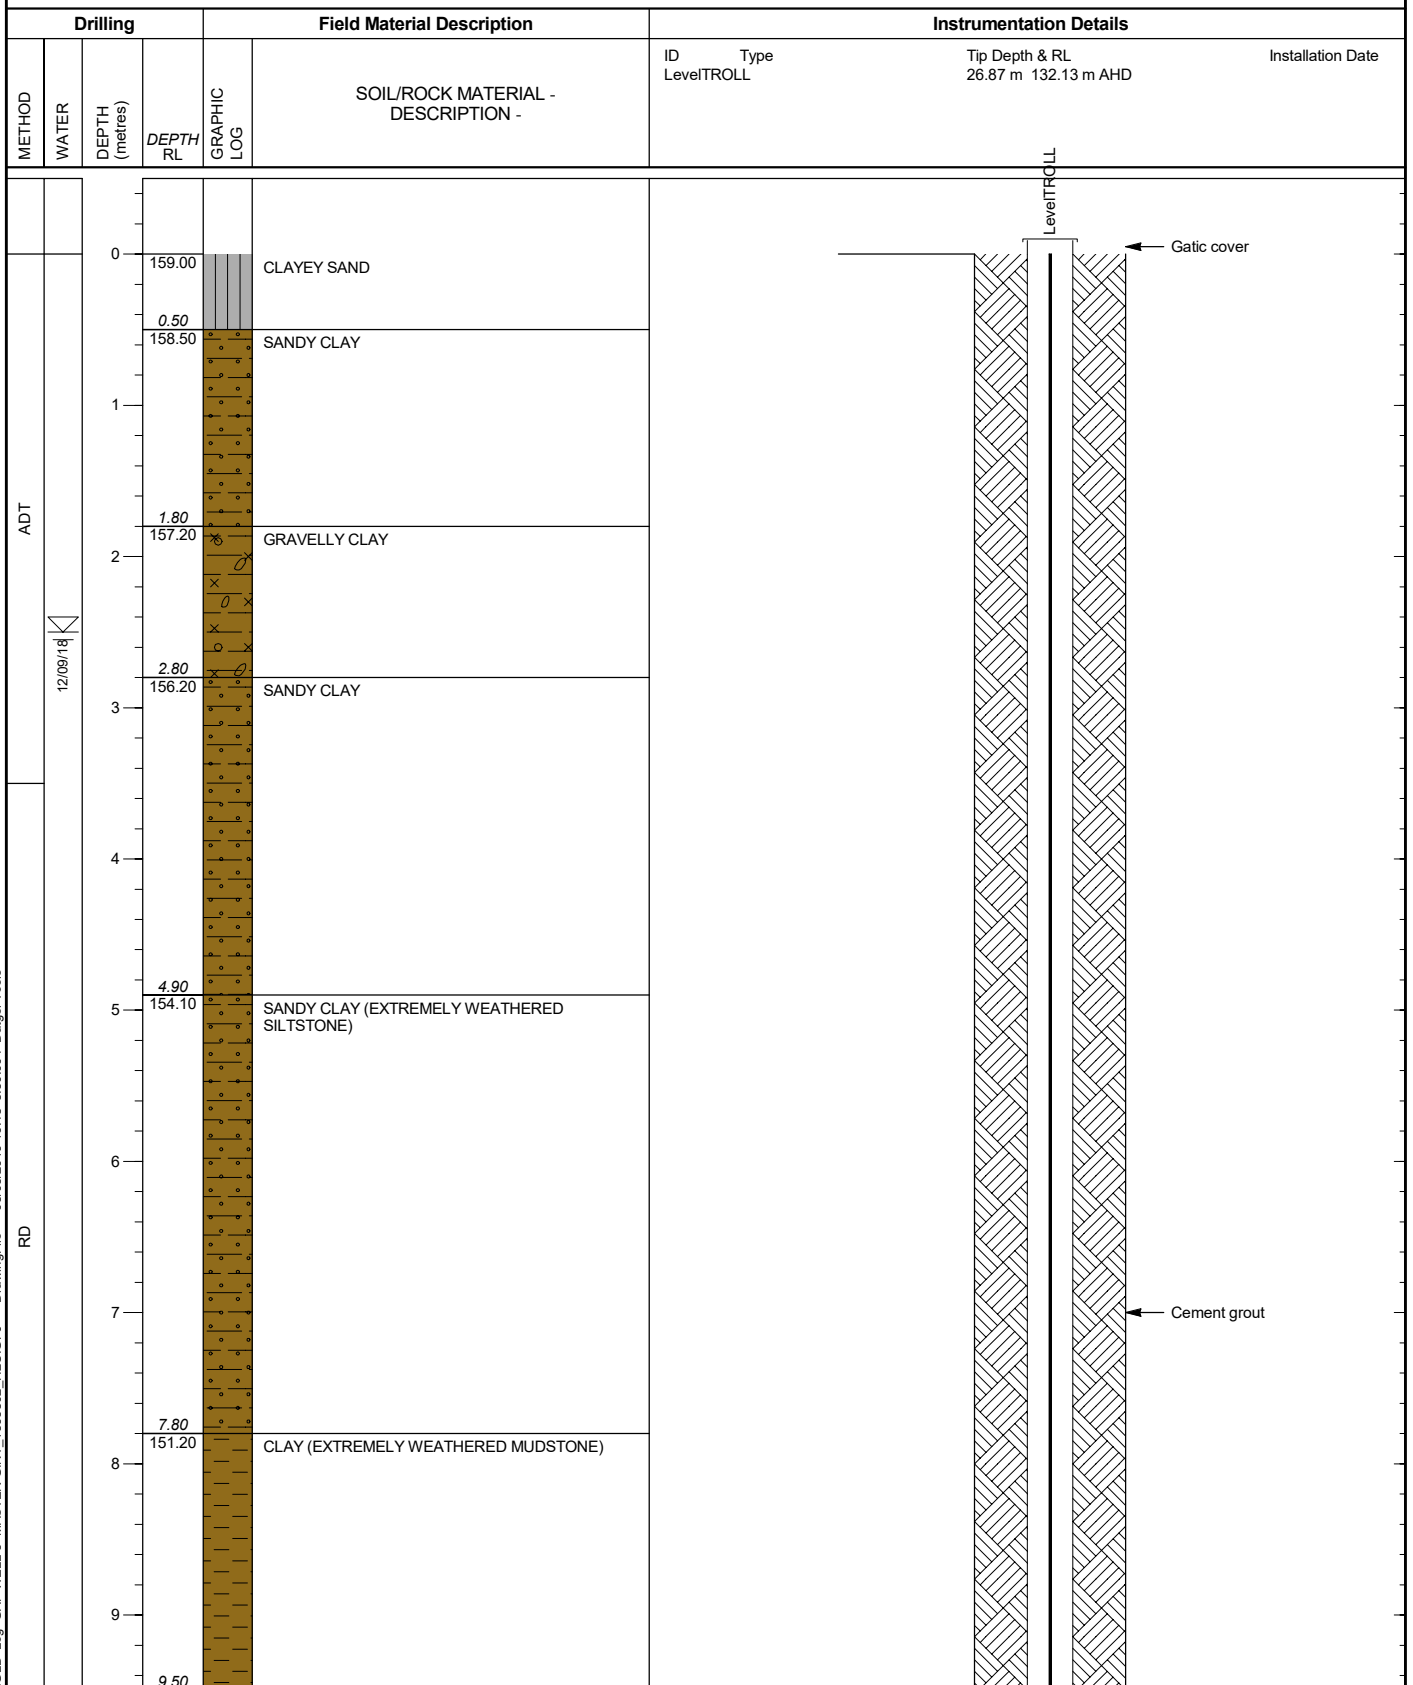 Drilling
Field Material Description
Instrumentation Details
METHOD
WATER
DEPTH
(metres)
DEPTH
RL
GRAPHIC
LOG
SOIL/ROCK MATERIAL -
DESCRIPTION -
ID Type Tip Depth & RL Installation Date
LevelTROLL 26.87 m 132.13 m AHD
LevelTROLL
Gatic cover
0
159.00
CLAYEY SAND
0.50
158.50
SANDY CLAY
1
1.80
157.20
GRAVELLY CLAY
ADT
2
12/09/18
2.80
156.20
SANDY CLAY
3
4
4.90
154.10
SANDY CLAY (EXTREMELY WEATHERED
SILTSTONE)
5
6
RD
7
Cement grout
7.80
151.20
CLAY (EXTREMELY WEATHERED MUDSTONE)
8
9
9.50